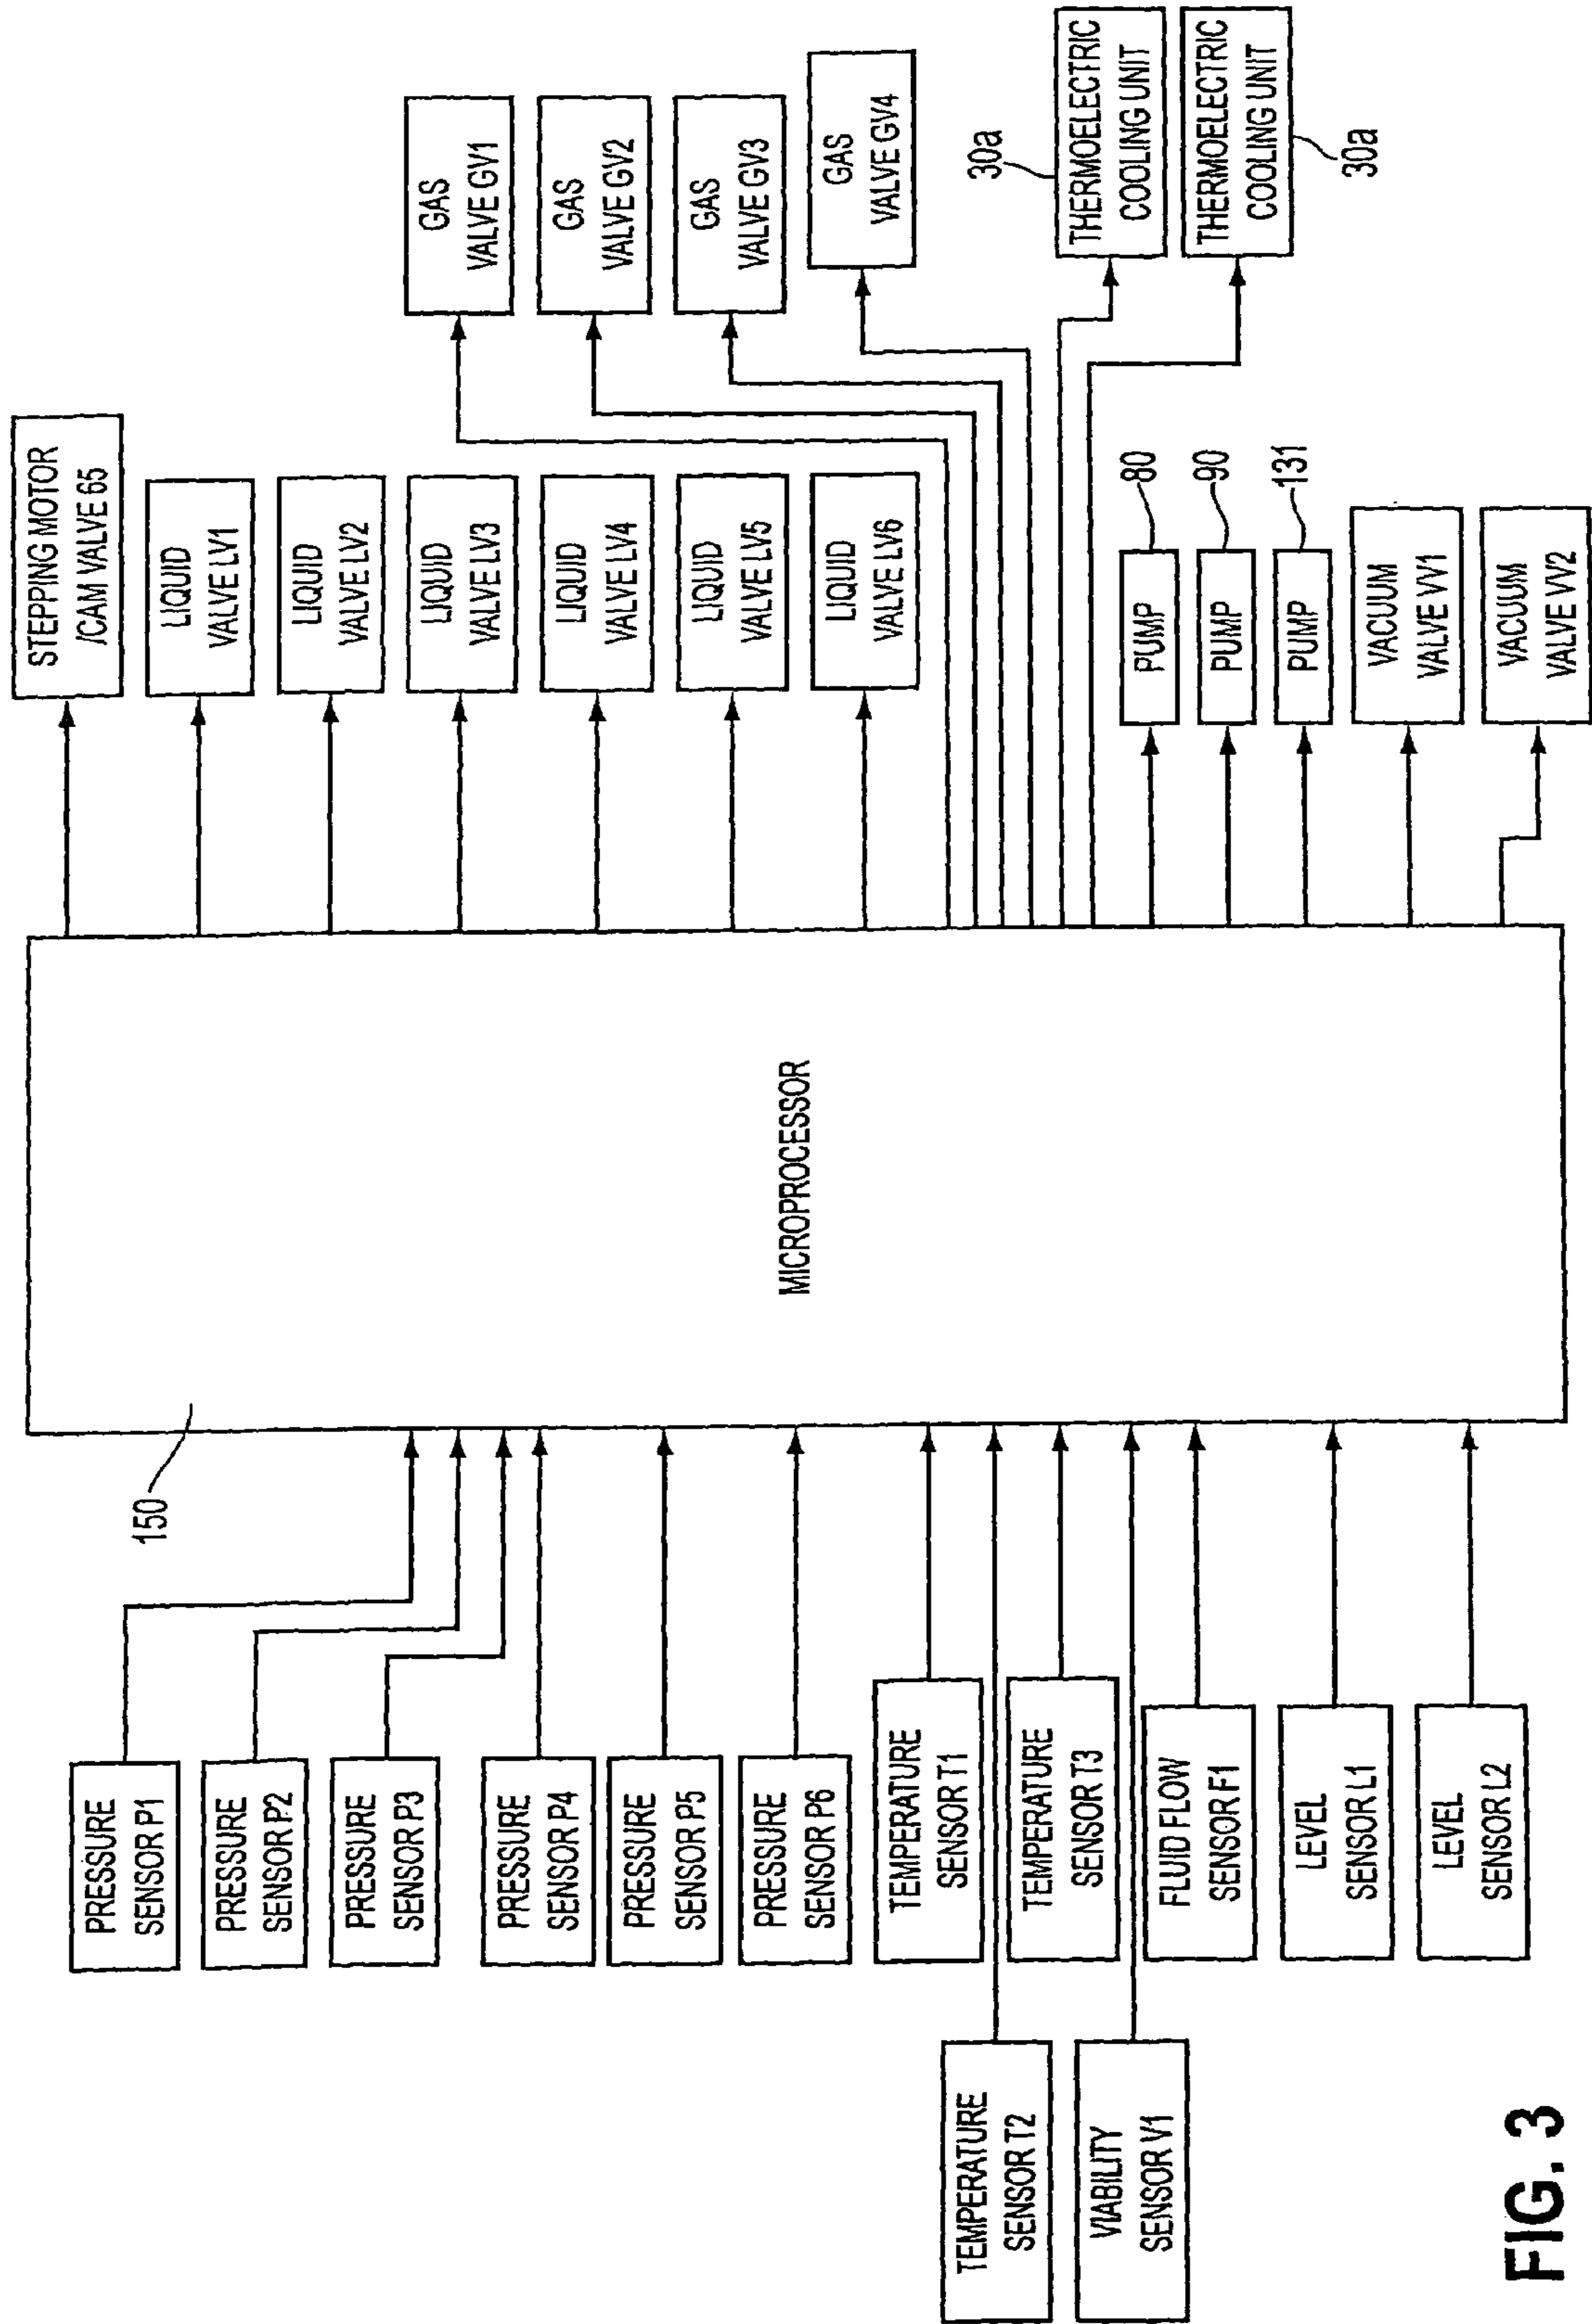 PRESSURE
SENSOR P1
PRESSURE
SENSOR P2
PRESSURE
SENSOR P3
PRESSURE
SENSOR P4
PRESSURE
SENSOR P5
PRESSURE
SENSOR P6
TEMPERATURE
SENSOR T1
TEMPERATURE
SENSOR T2
TEMPERATURE
SENSOR T3
VIABILITY
SENSOR V1
FLUID FLOW
SENSOR F1
LEVEL
SENSOR L1
LEVEL
SENSOR L2
150
MICROPROCESSOR
STEPPING MOTOR
/CAM VALVE 65
LIQUID
VALVE LV1
LIQUID
VALVE LV2
LIQUID
VALVE LV3
LIQUID
VALVE LV4
LIQUID
VALVE LV5
LIQUID
VALVE LV6
GAS
VALVE GV1
GAS
VALVE GV2
GAS
VALVE GV3
GAS
VALVE GV4
30a
THERMOELECTRIC
COOLING UNIT
THERMOELECTRIC
COOLING UNIT
30a
PUMP
80
PUMP
90
PUMP
131
VACUUM
VALVE VV1
VACUUM
VALVE VV2
FIG. 3